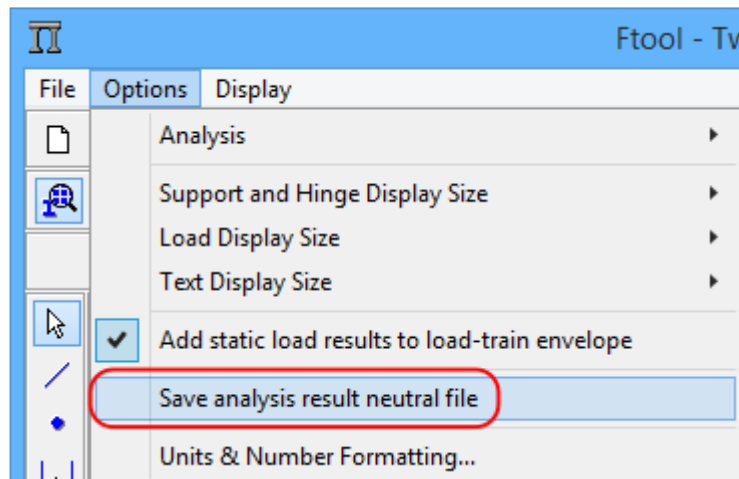 Ftool - Tw
File Options Display
Analysis
Support and Hinge Display Size
Load Display Size
Text Display Size
Add static load results to load-train envelope
Save analysis result neutral file
Units & Number Formatting...